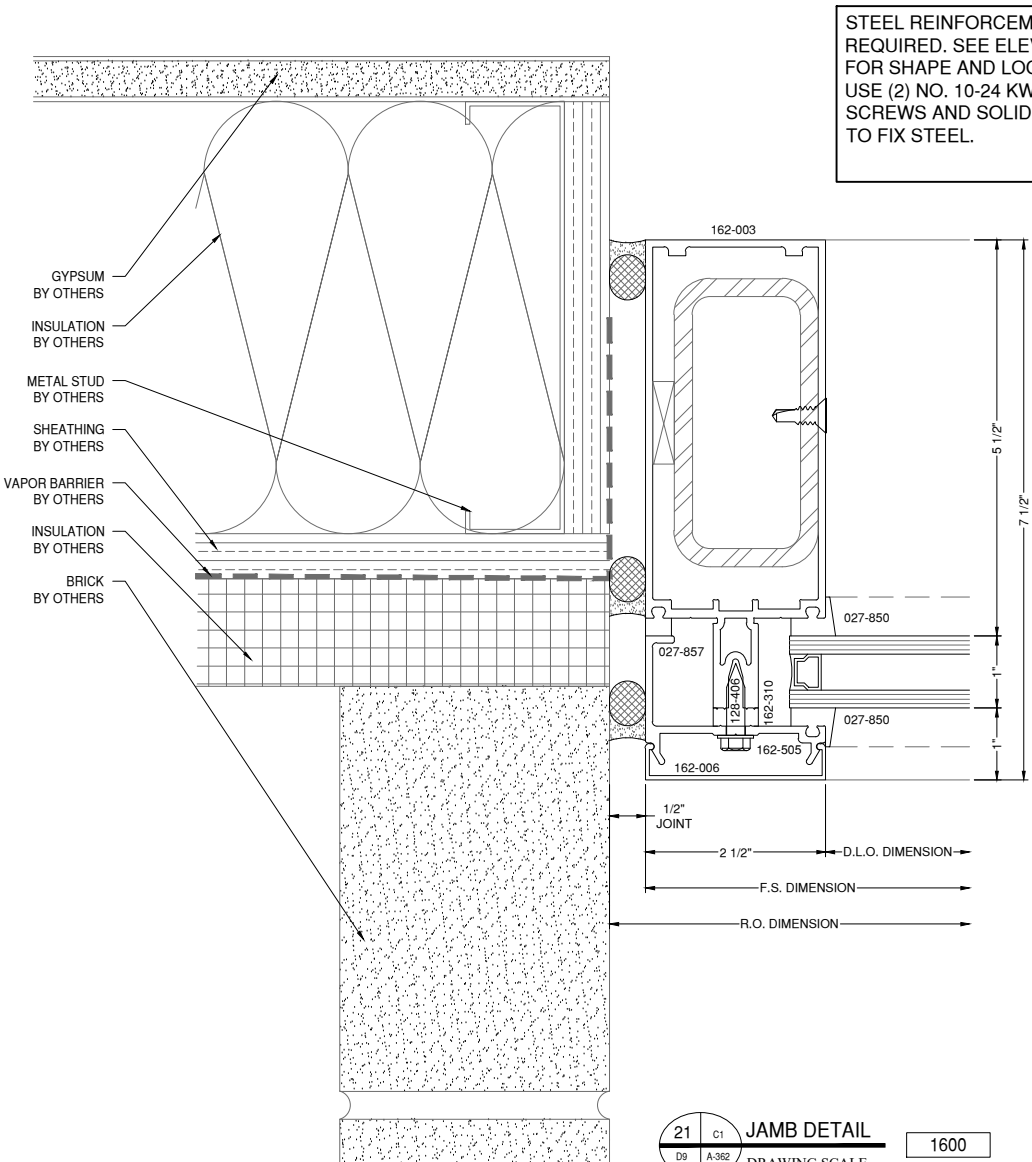 STEEL REINFORCEM
REQUIRED. SEE ELE
FOR SHAPE AND LOC
USE (2) NO. 10-24 KW
SCREWS AND SOLID
TO FIX STEEL.
162-003
GYPSUM
BY OTHERS
INSULATION
BY OTHERS
METAL STUD
BY OTHERS
SHEATHING
BY OTHERS
VAPOR BARRIER
BY OTHERS
INSULATION
BY OTHERS
BRICK
BY OTHERS
5 1/2"
7 1/2"
027-850
027-857
128-406
162-310
1"
027-850
1"
162-505
162-006
1/2"
JOINT
2 1/2"
D.L.O. DIMENSION
F.S. DIMENSION
R.O. DIMENSION
21 C1 JAMB DETAIL
D9 A-362 DRAWING SCALE
1600